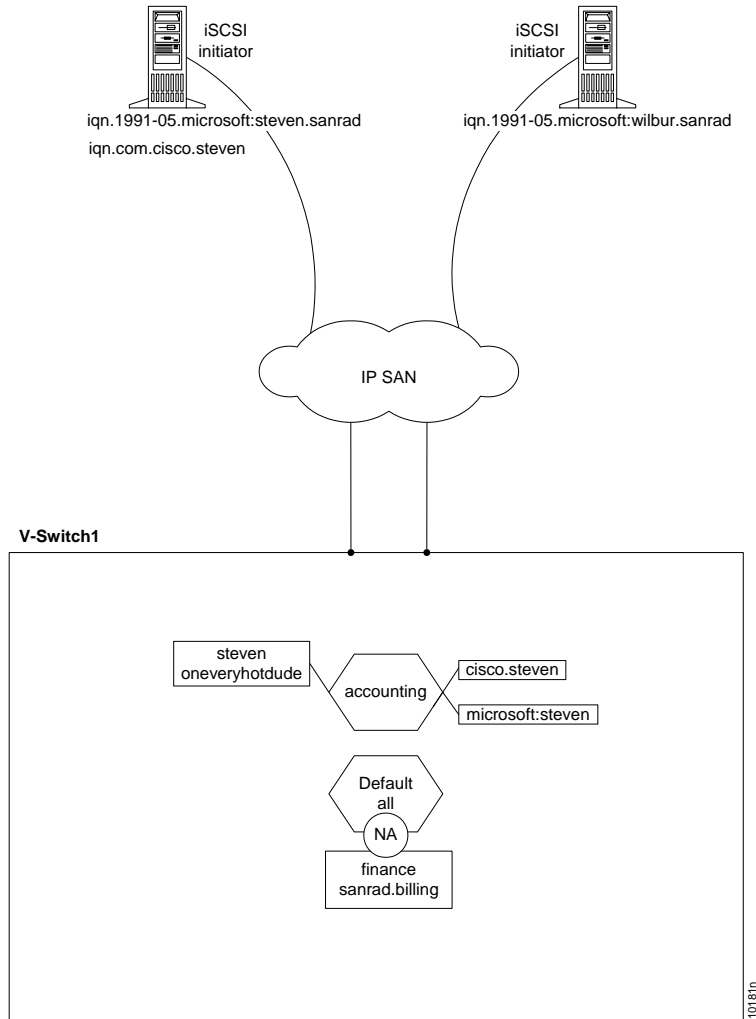 iSCSI
initiator
iSCSI
initiator
iqn.1991-05.microsoft:steven.sanrad
iqn.com.cisco.steven
iqn.1991-05.microsoft:wilbur.sanrad
IP SAN
V-Switch1
steven
oneveryhotdude
accounting
cisco.steven
microsoft:steven
Default
all
NA
finance
sanrad.billing
10181n